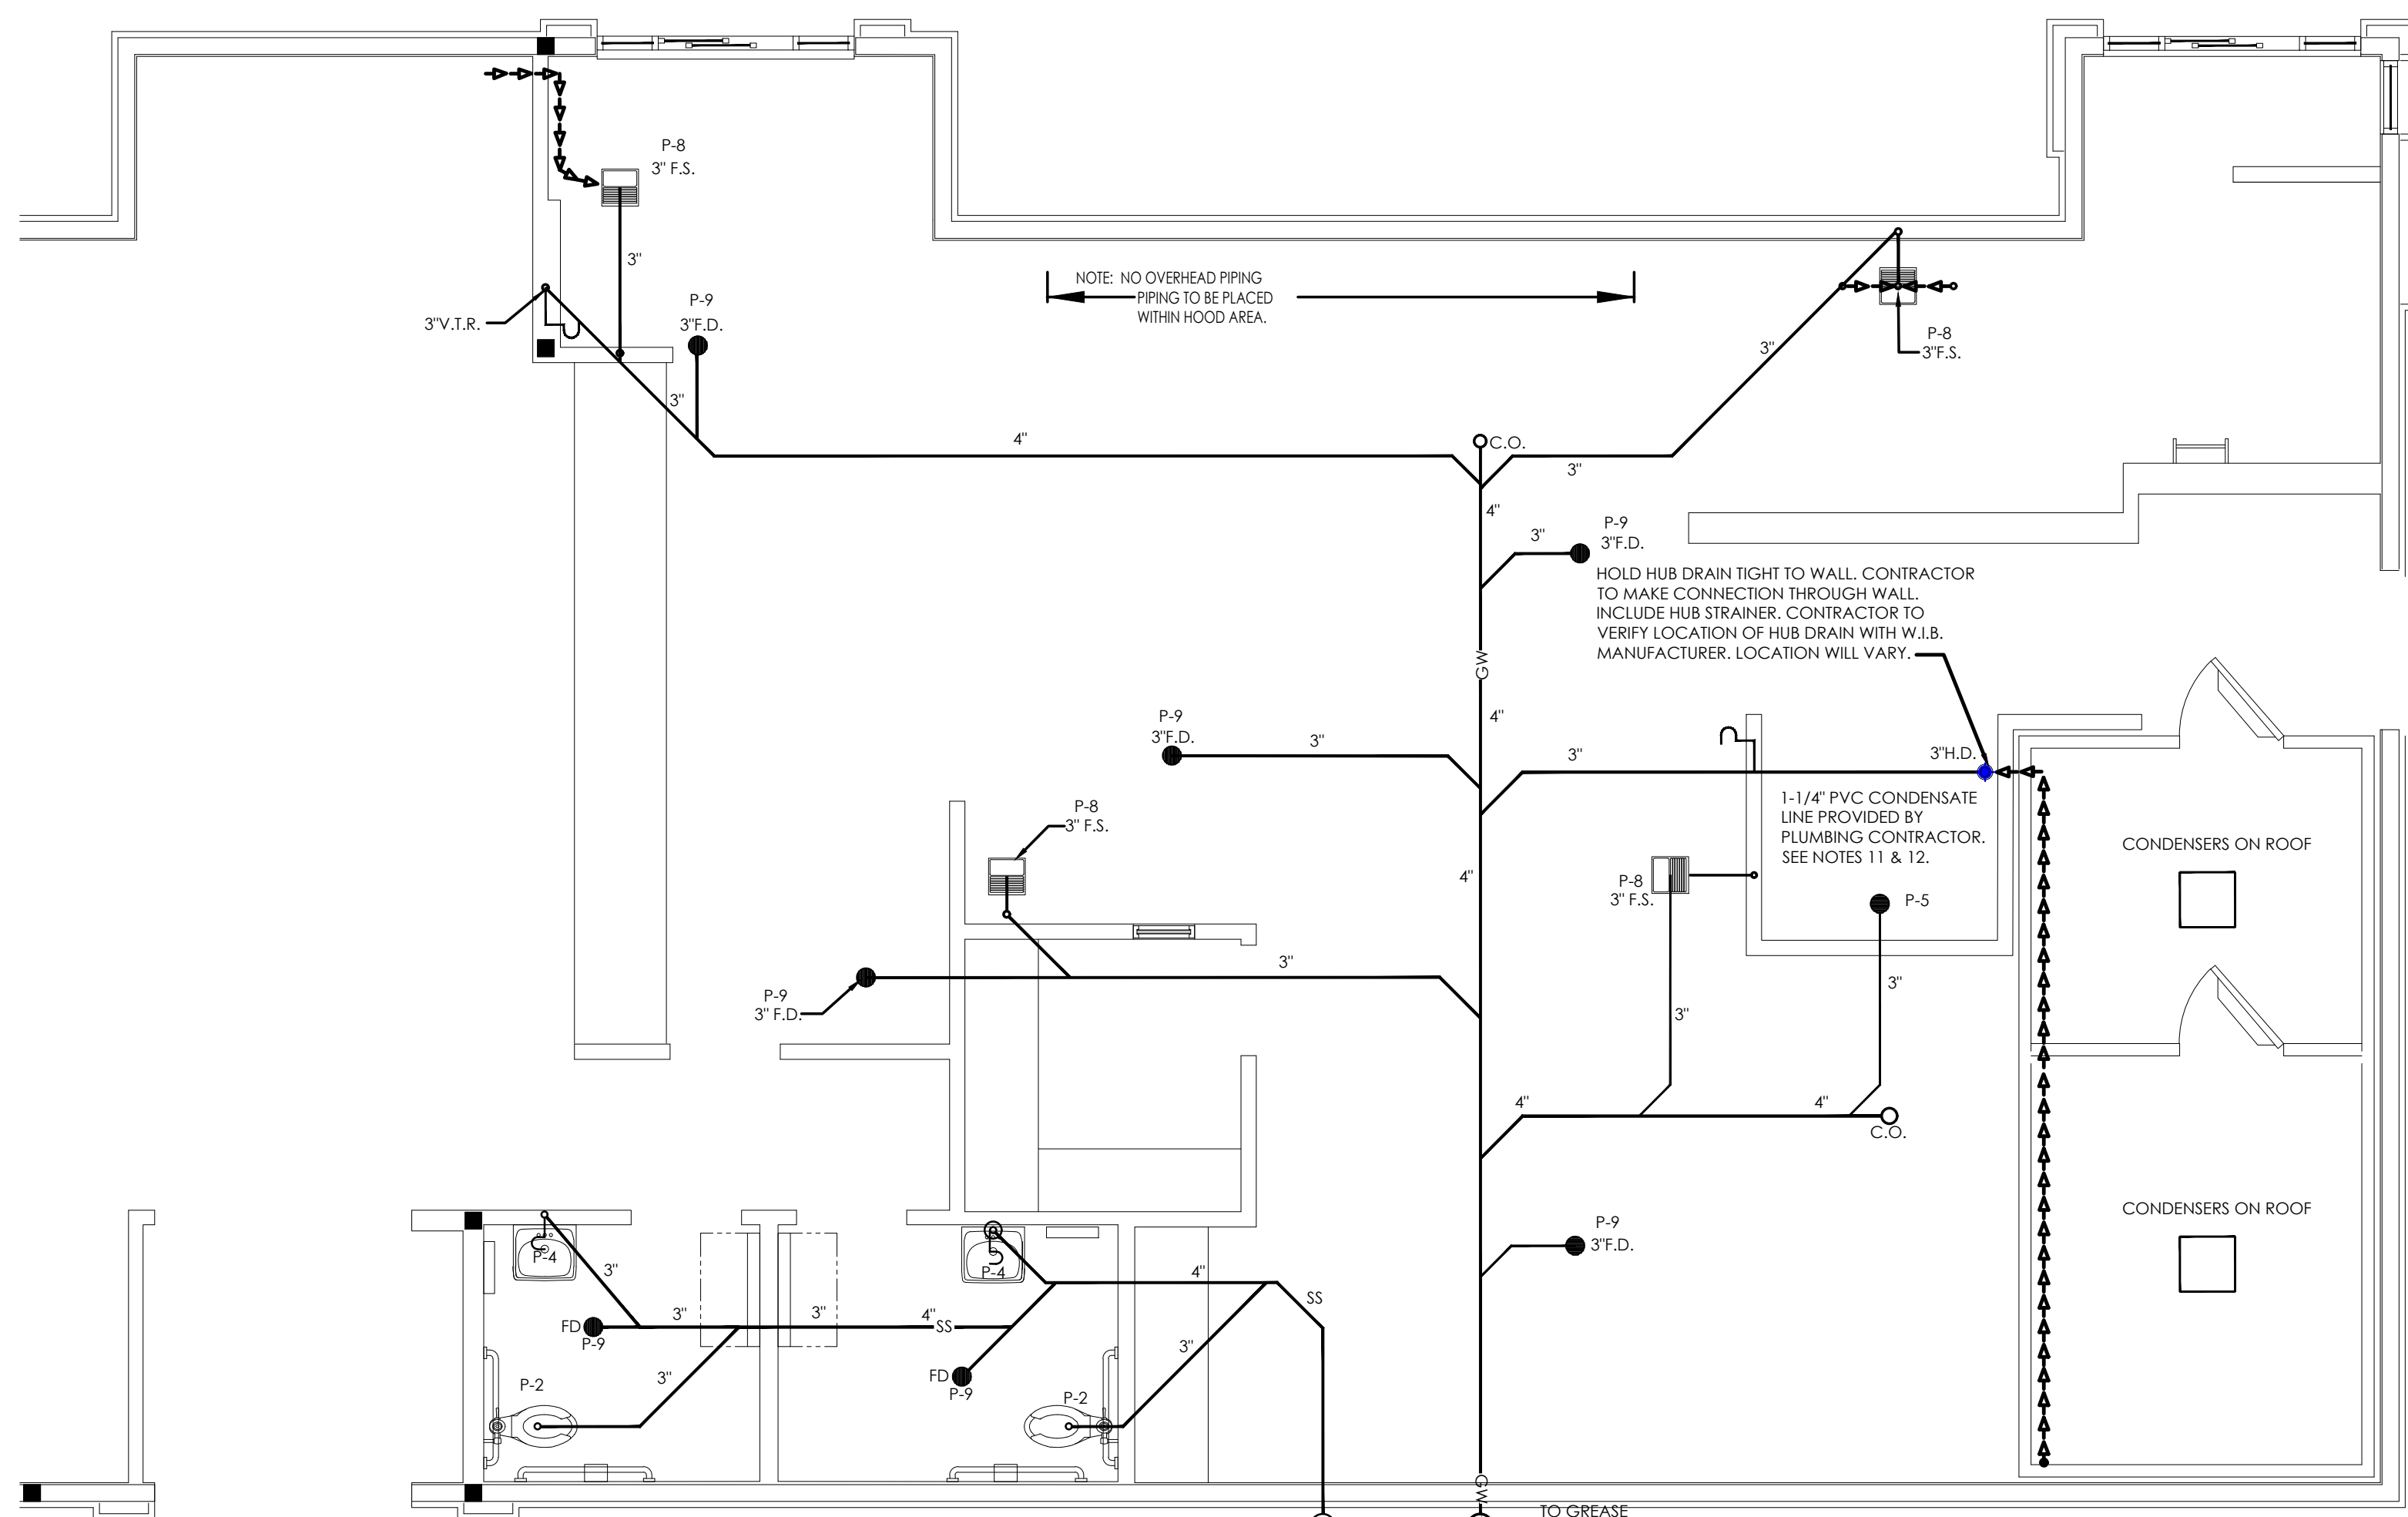 P-8
3" F.S.
3"
P-9
3"F.D.
3"V.T.R.
3"
NOTE: NO OVERHEAD PIPING
PIPING TO BE PLACED
WITHIN HOOD AREA.
P-8
3"F.S.
3"
4"
C.O.
3"
4"
3"
P-9
3"F.D.
HOLD HUB DRAIN TIGHT TO WALL. CONTRACTOR
TO MAKE CONNECTION THROUGH WALL.
INCLUDE HUB STRAINER. CONTRACTOR TO
VERIFY LOCATION OF HUB DRAIN WITH W.I.B.
MANUFACTURER. LOCATION WILL VARY.
GW
4"
P-9
3"F.D.
3"
3"
3"H.D.
1-1/4" PVC CONDENSATE
LINE PROVIDED BY
PLUMBING CONTRACTOR.
SEE NOTES 11 & 12.
CONDENSERS ON ROOF
P-8
3" F.S.
4"
P-8
3" F.S.
P-5
3"
P-9
3" F.D.
3"
3"
4"
4"
C.O.
CONDENSERS ON ROOF
P-9
3"F.D.
P-4
3"
P-4
4"
SS
FD
P-9
3"
3"
4"
SS
3"
3"
FD
P-9
P-2
P-2
GW
TO GREASE